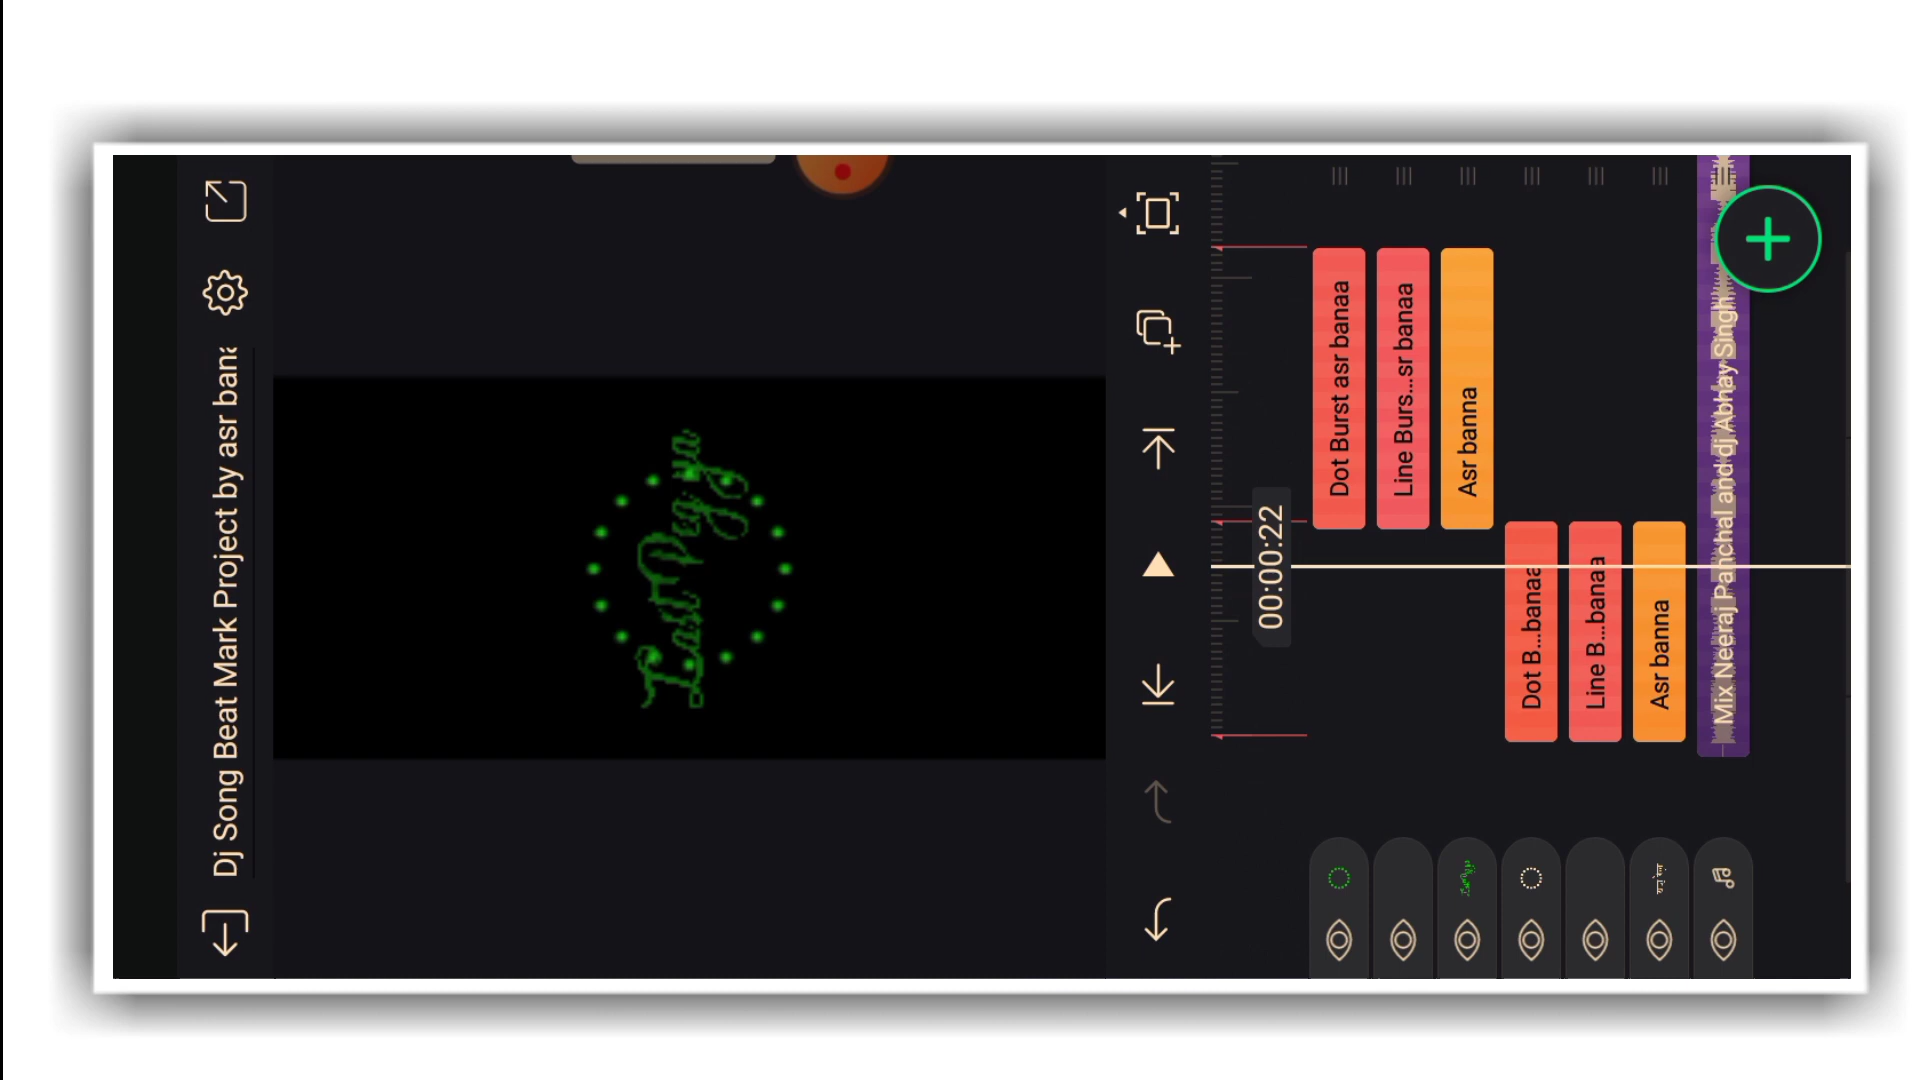 Dj Song Beat Mark Project by asr bana
00:00:22
Dot Burst asr banaa
Line Burs...sr banaa
Asr banna
Dot B...banaa
Line B...banaa
Asr banna
Mix Neeraj Panchal and dj Abhay Singh